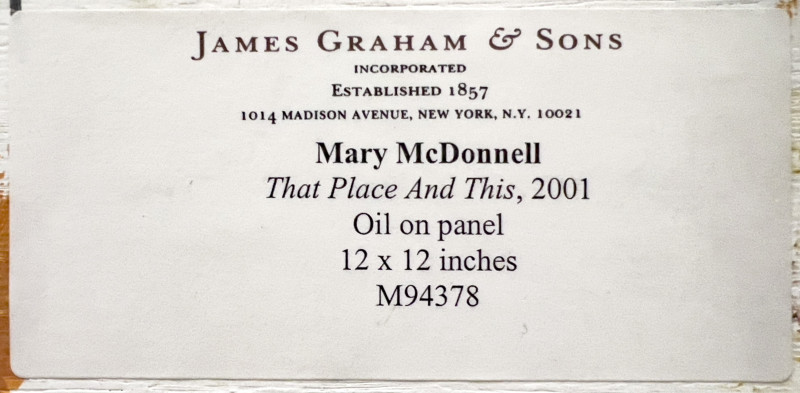 JAMES GRAHAM & SONS
INCORPORATED
ESTABLISHED 1857
1014 MADISON AVENUE, NEW YORK, N.Y. 10021
Mary McDonnell
That Place And This, 2001
Oil on panel
12 x 12 inches
M94378